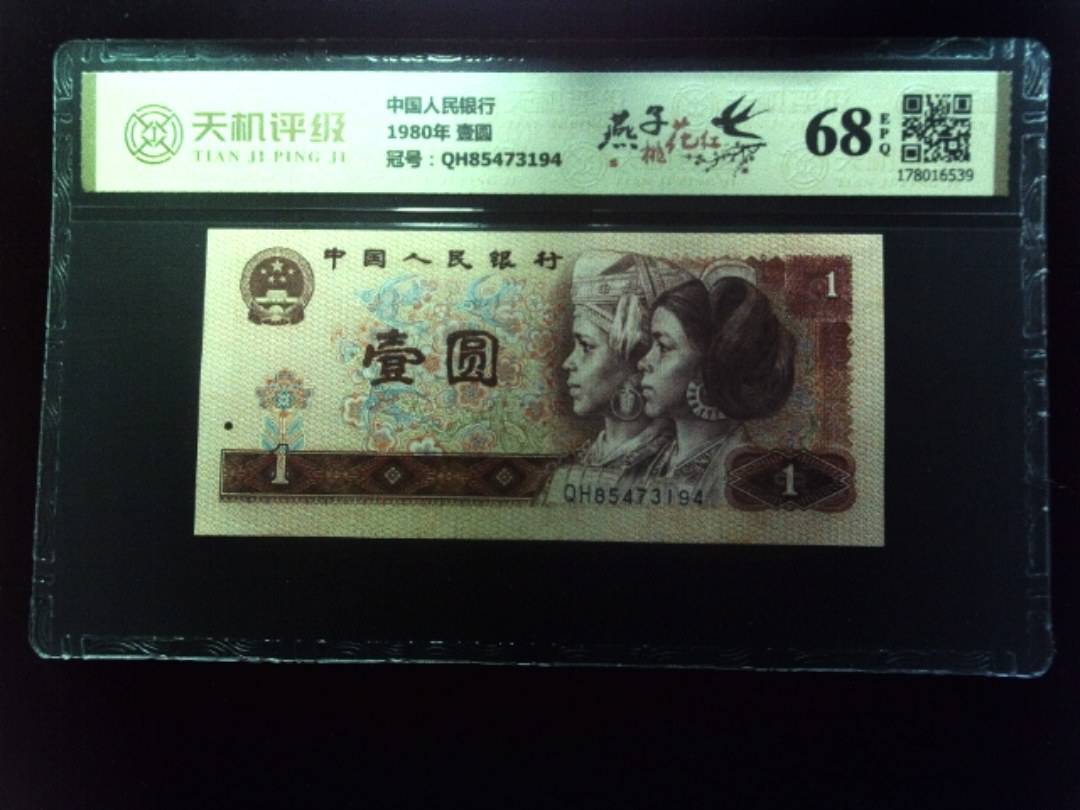 天机评级
TIAN JI PING JI
中国人民银行
1980年 壹圆
冠号：QH85473194
燕子
桃花红
68
EPQ
178016539
中国人民银行
1
壹圆
1
QH85473194
1